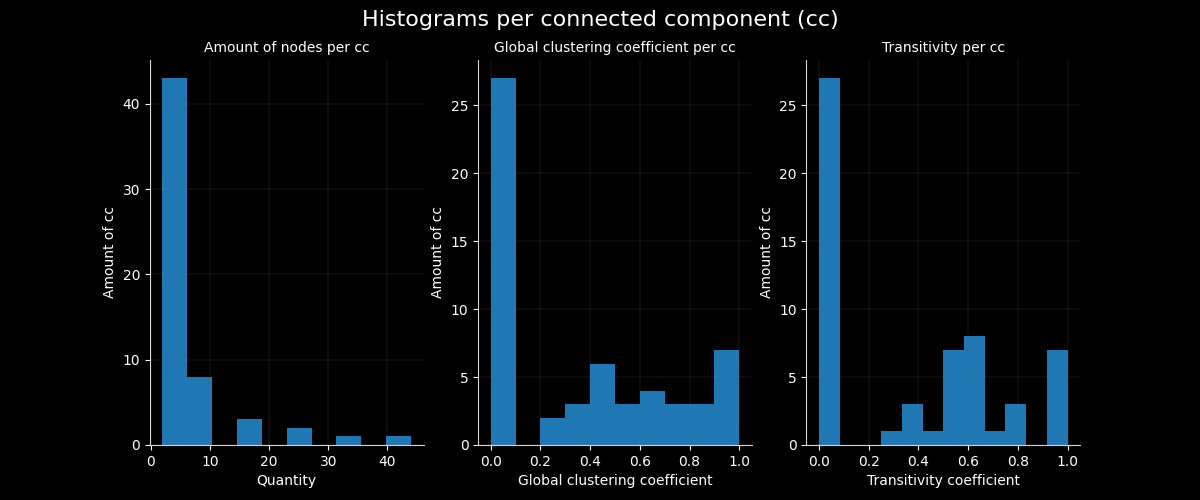 Histograms per connected component (cc)
Amount of nodes per cc
Amount of cc
40
30
20
10
0
0 10 20 30 40
Quantity
Global clustering coefficient per cc
Amount of cc
25
20
15
10
5
0
0.0 0.2 0.4 0.6 0.8 1.0
Global clustering coefficient
Transitivity per cc
Amount of cc
25
20
15
10
5
0
0.0 0.2 0.4 0.6 0.8 1.0
Transitivity coefficient